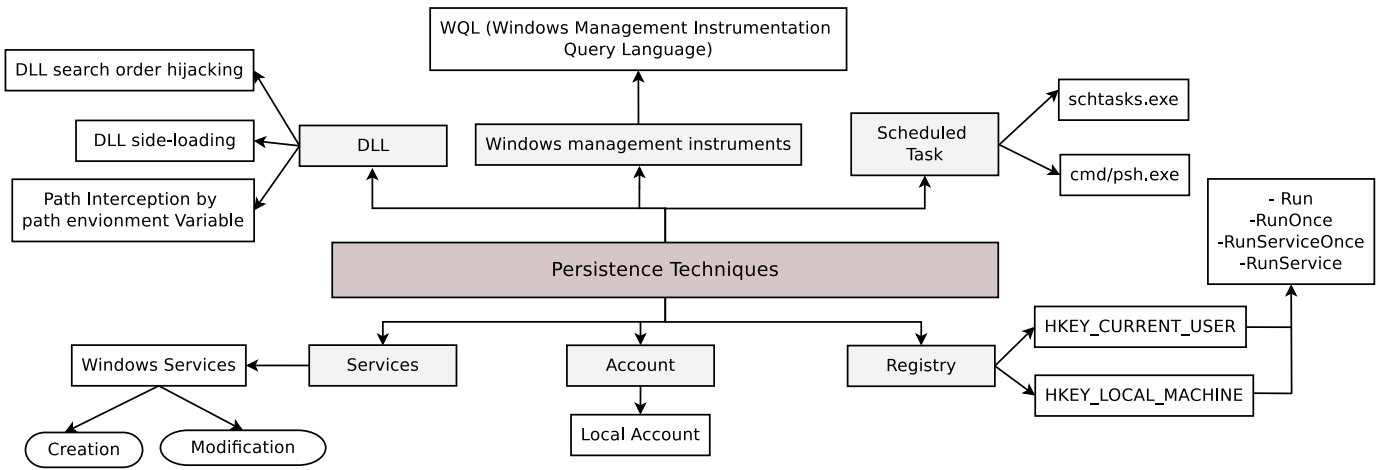 WQL (Windows Management Instrumentation
Query Language)
DLL search order hijacking
DLL side-loading
Path Interception by
path envionment Variable
DLL
Windows management instruments
Scheduled
Task
schtasks.exe
cmd/psh.exe
- Run
-RunOnce
-RunServiceOnce
-RunService
Persistence Techniques
Windows Services
Services
Account
Registry
HKEY_CURRENT_USER
HKEY_LOCAL_MACHINE
Creation
Modification
Local Account